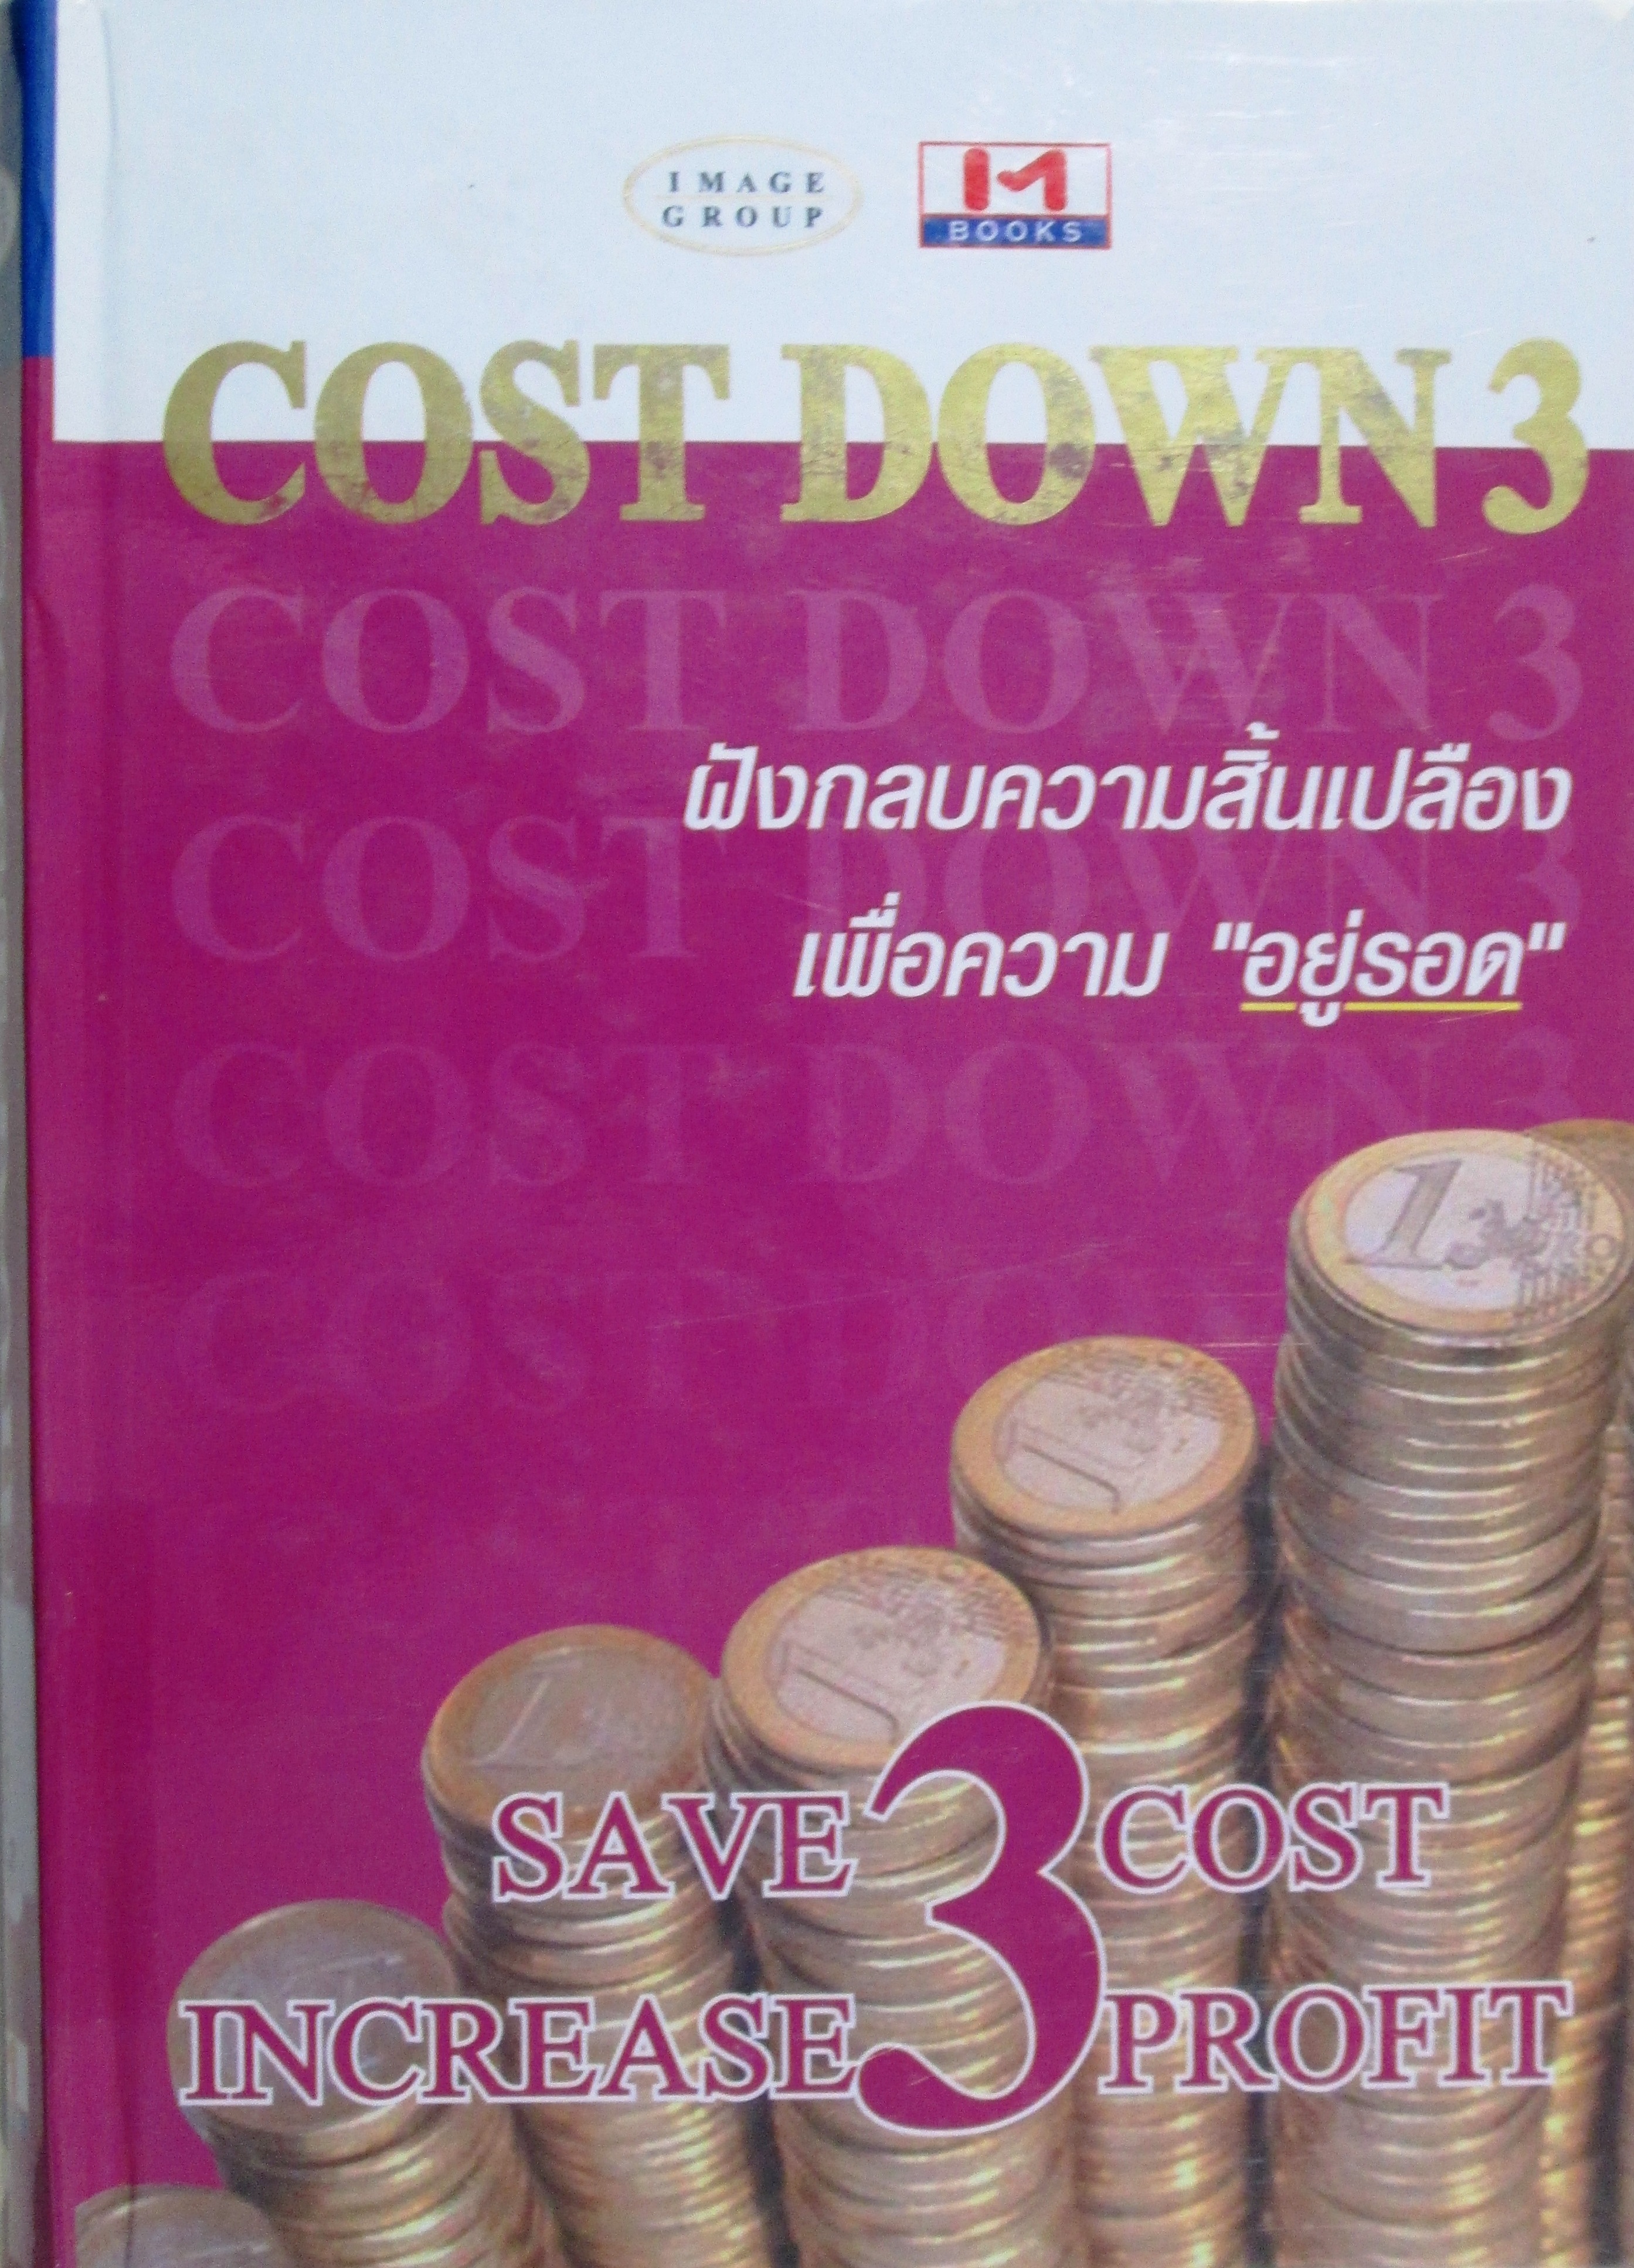 IMAGE
GROUP
M
BOOKS
COST DOWN 3
COST DOWN 3
ฝังกลบความสิ้นเปลือง
COST DOWN 3
เพื่อความ "อยู่รอด"
COST DOWN 3
COST DO
SAVE 3 COST
INCREASE PROFIT